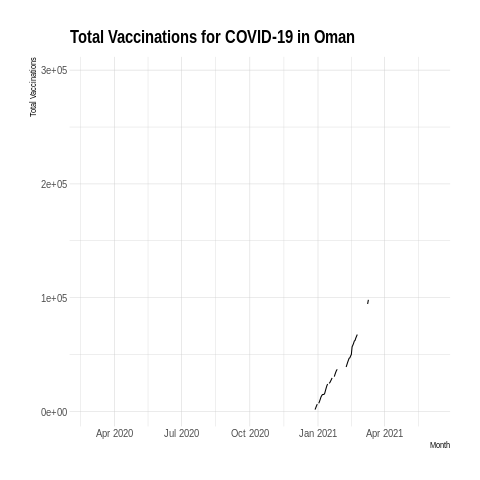 Total Vaccinations for COVID-19 in Oman
Total Vaccinations
3e+05
2e+05
1e+05
0e+00
Apr 2020 Jul 2020 Oct 2020 Jan 2021 Apr 2021
Month